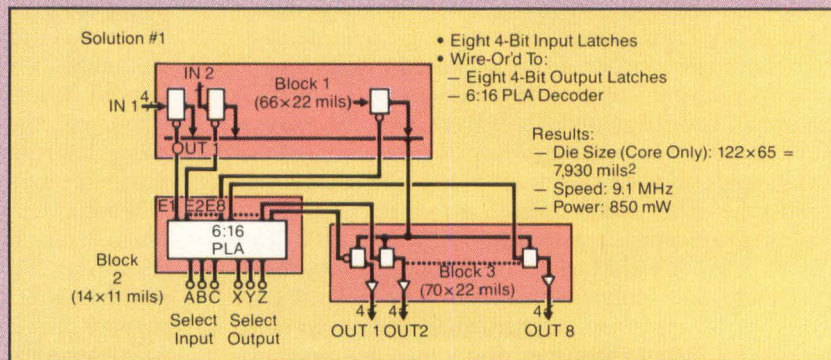 Solution #1
• Eight 4-Bit Input Latches
• Wire-Or'd To:
— Eight 4-Bit Output Latches
— 6:16 PLA Decoder
IN 2
IN 1
4
Block 1
(66×22 mils)
OUT 1
Results:
— Die Size (Core Only): 122×65 =
7,930 mils2
— Speed: 9.1 MHz
— Power: 850 mW
E1 E2E8
6:16
PLA
Block
2
(14×11 mils)
ABC XYZ
Select Select
Input Output
Block 3
(70×22 mils)
4 4 4
OUT 1 OUT2 OUT 8